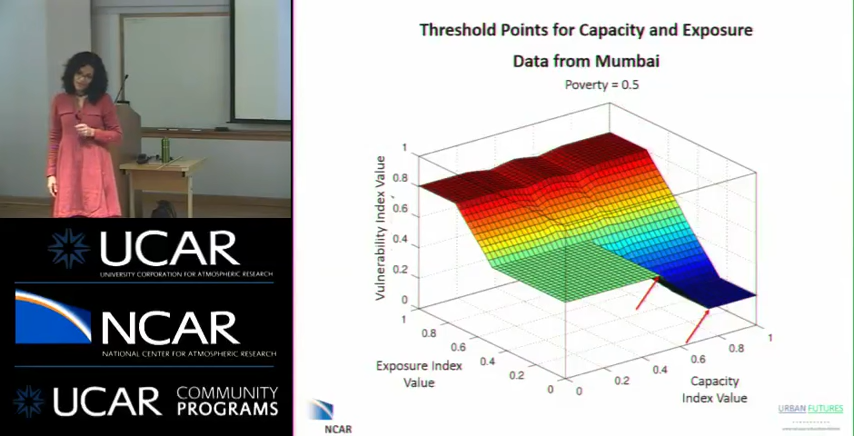 Threshold Points for Capacity and Exposure
Data from Mumbai
Poverty = 0.5
Vulnerability Index Value
1
0.8
0.6
0.4
0.2
0
1
0.8
0.6
0.4
0.2
0
Exposure Index
Value
0
0.2
0.4
0.6
0.8
1
Capacity
Index Value
NCAR
URBAN FUTURES
UCAR
UNIVERSITY CORPORATION FOR ATMOSPHERIC RESEARCH
NCAR
NATIONAL CENTER FOR ATMOSPHERIC RESEARCH
UCAR COMMUNITY
PROGRAMS